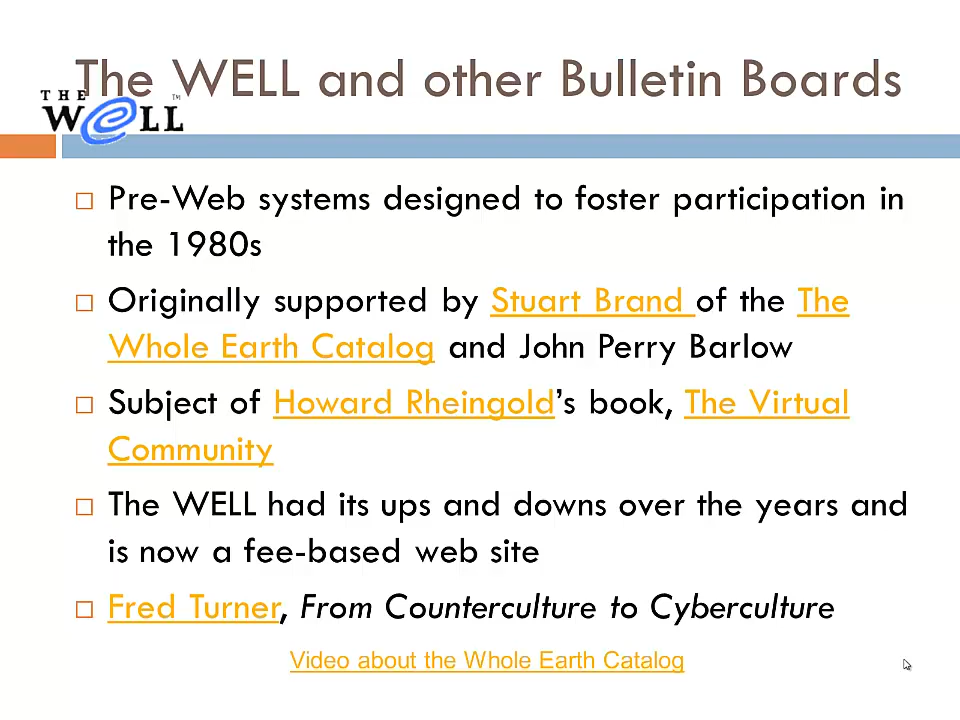 The WELL and other Bulletin Boards
THE
WELL™
Pre-Web systems designed to foster participation in
the 1980s
Originally supported by Stuart Brand of the The
Whole Earth Catalog and John Perry Barlow
Subject of Howard Rheingold’s book, The Virtual
Community
The WELL had its ups and downs over the years and
is now a fee-based web site
Fred Turner, From Counterculture to Cyberculture
Video about the Whole Earth Catalog